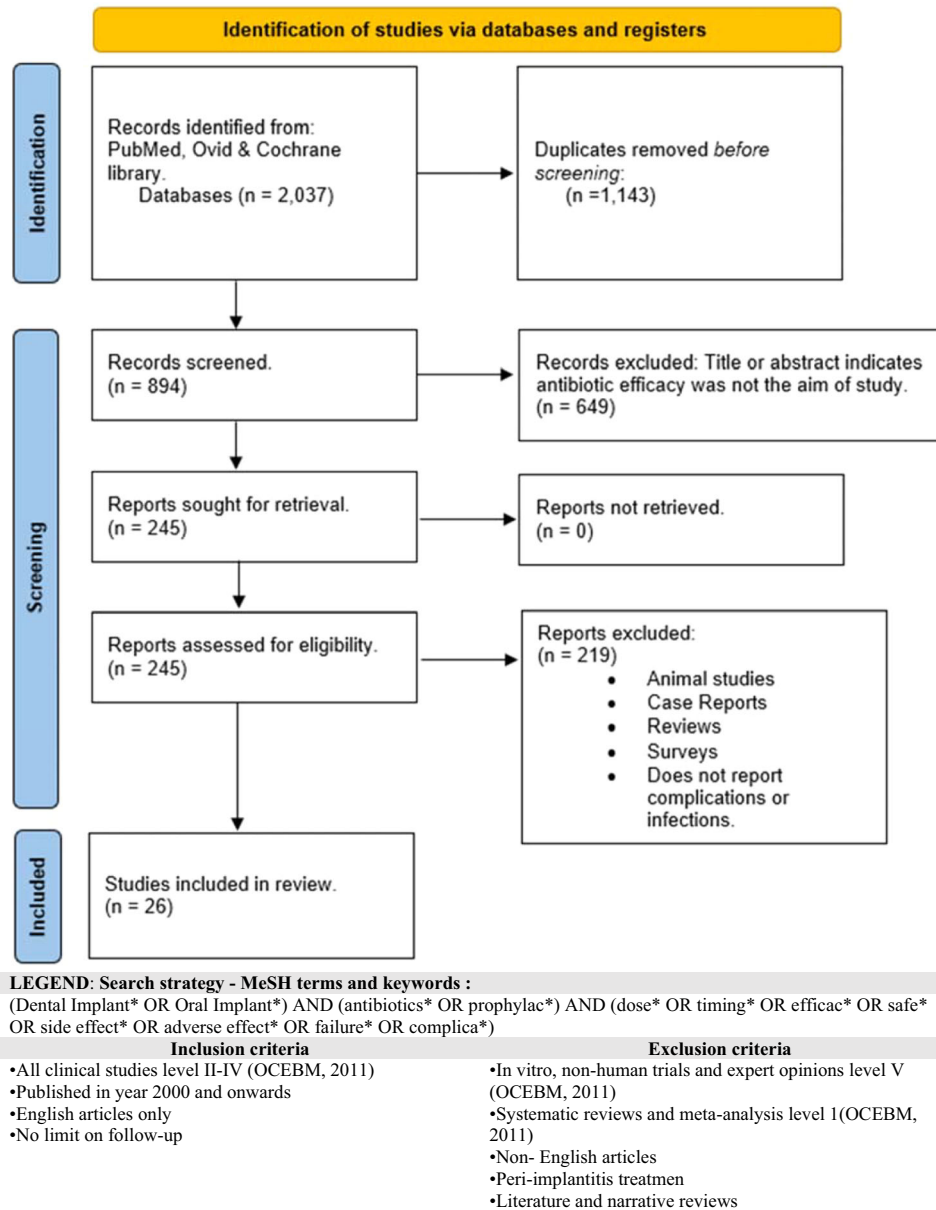 Identification of studies via databases and registers
Identification
Records identified from:
PubMed, Ovid & Cochrane
library.
Databases (n = 2,037)
Duplicates removed before
screening:
(n =1,143)
Screening
Records screened.
(n = 894)
Records excluded: Title or abstract indicates
antibiotic efficacy was not the aim of study.
(n = 649)
Reports sought for retrieval.
(n = 245)
Reports not retrieved.
(n = 0)
Reports assessed for eligibility.
(n = 245)
Reports excluded:
(n = 219)
• Animal studies
• Case Reports
• Reviews
• Surveys
• Does not report
complications or
infections.
Included
Studies included in review.
(n = 26)
LEGEND: Search strategy - MeSH terms and keywords :
(Dental Implant* OR Oral Implant*) AND (antibiotics* OR prophylac*) AND (dose* OR timing* OR efficac* OR safe*
OR side effect* OR adverse effect* OR failure* OR complica*)
Inclusion criteria
•All clinical studies level II-IV (OCEBM, 2011)
•Published in year 2000 and onwards
•English articles only
•No limit on follow-up
Exclusion criteria
•In vitro, non-human trials and expert opinions level V
(OCEBM, 2011)
•Systematic reviews and meta-analysis level 1(OCEBM,
2011)
•Non- English articles
•Peri-implantitis treatmen
•Literature and narrative reviews